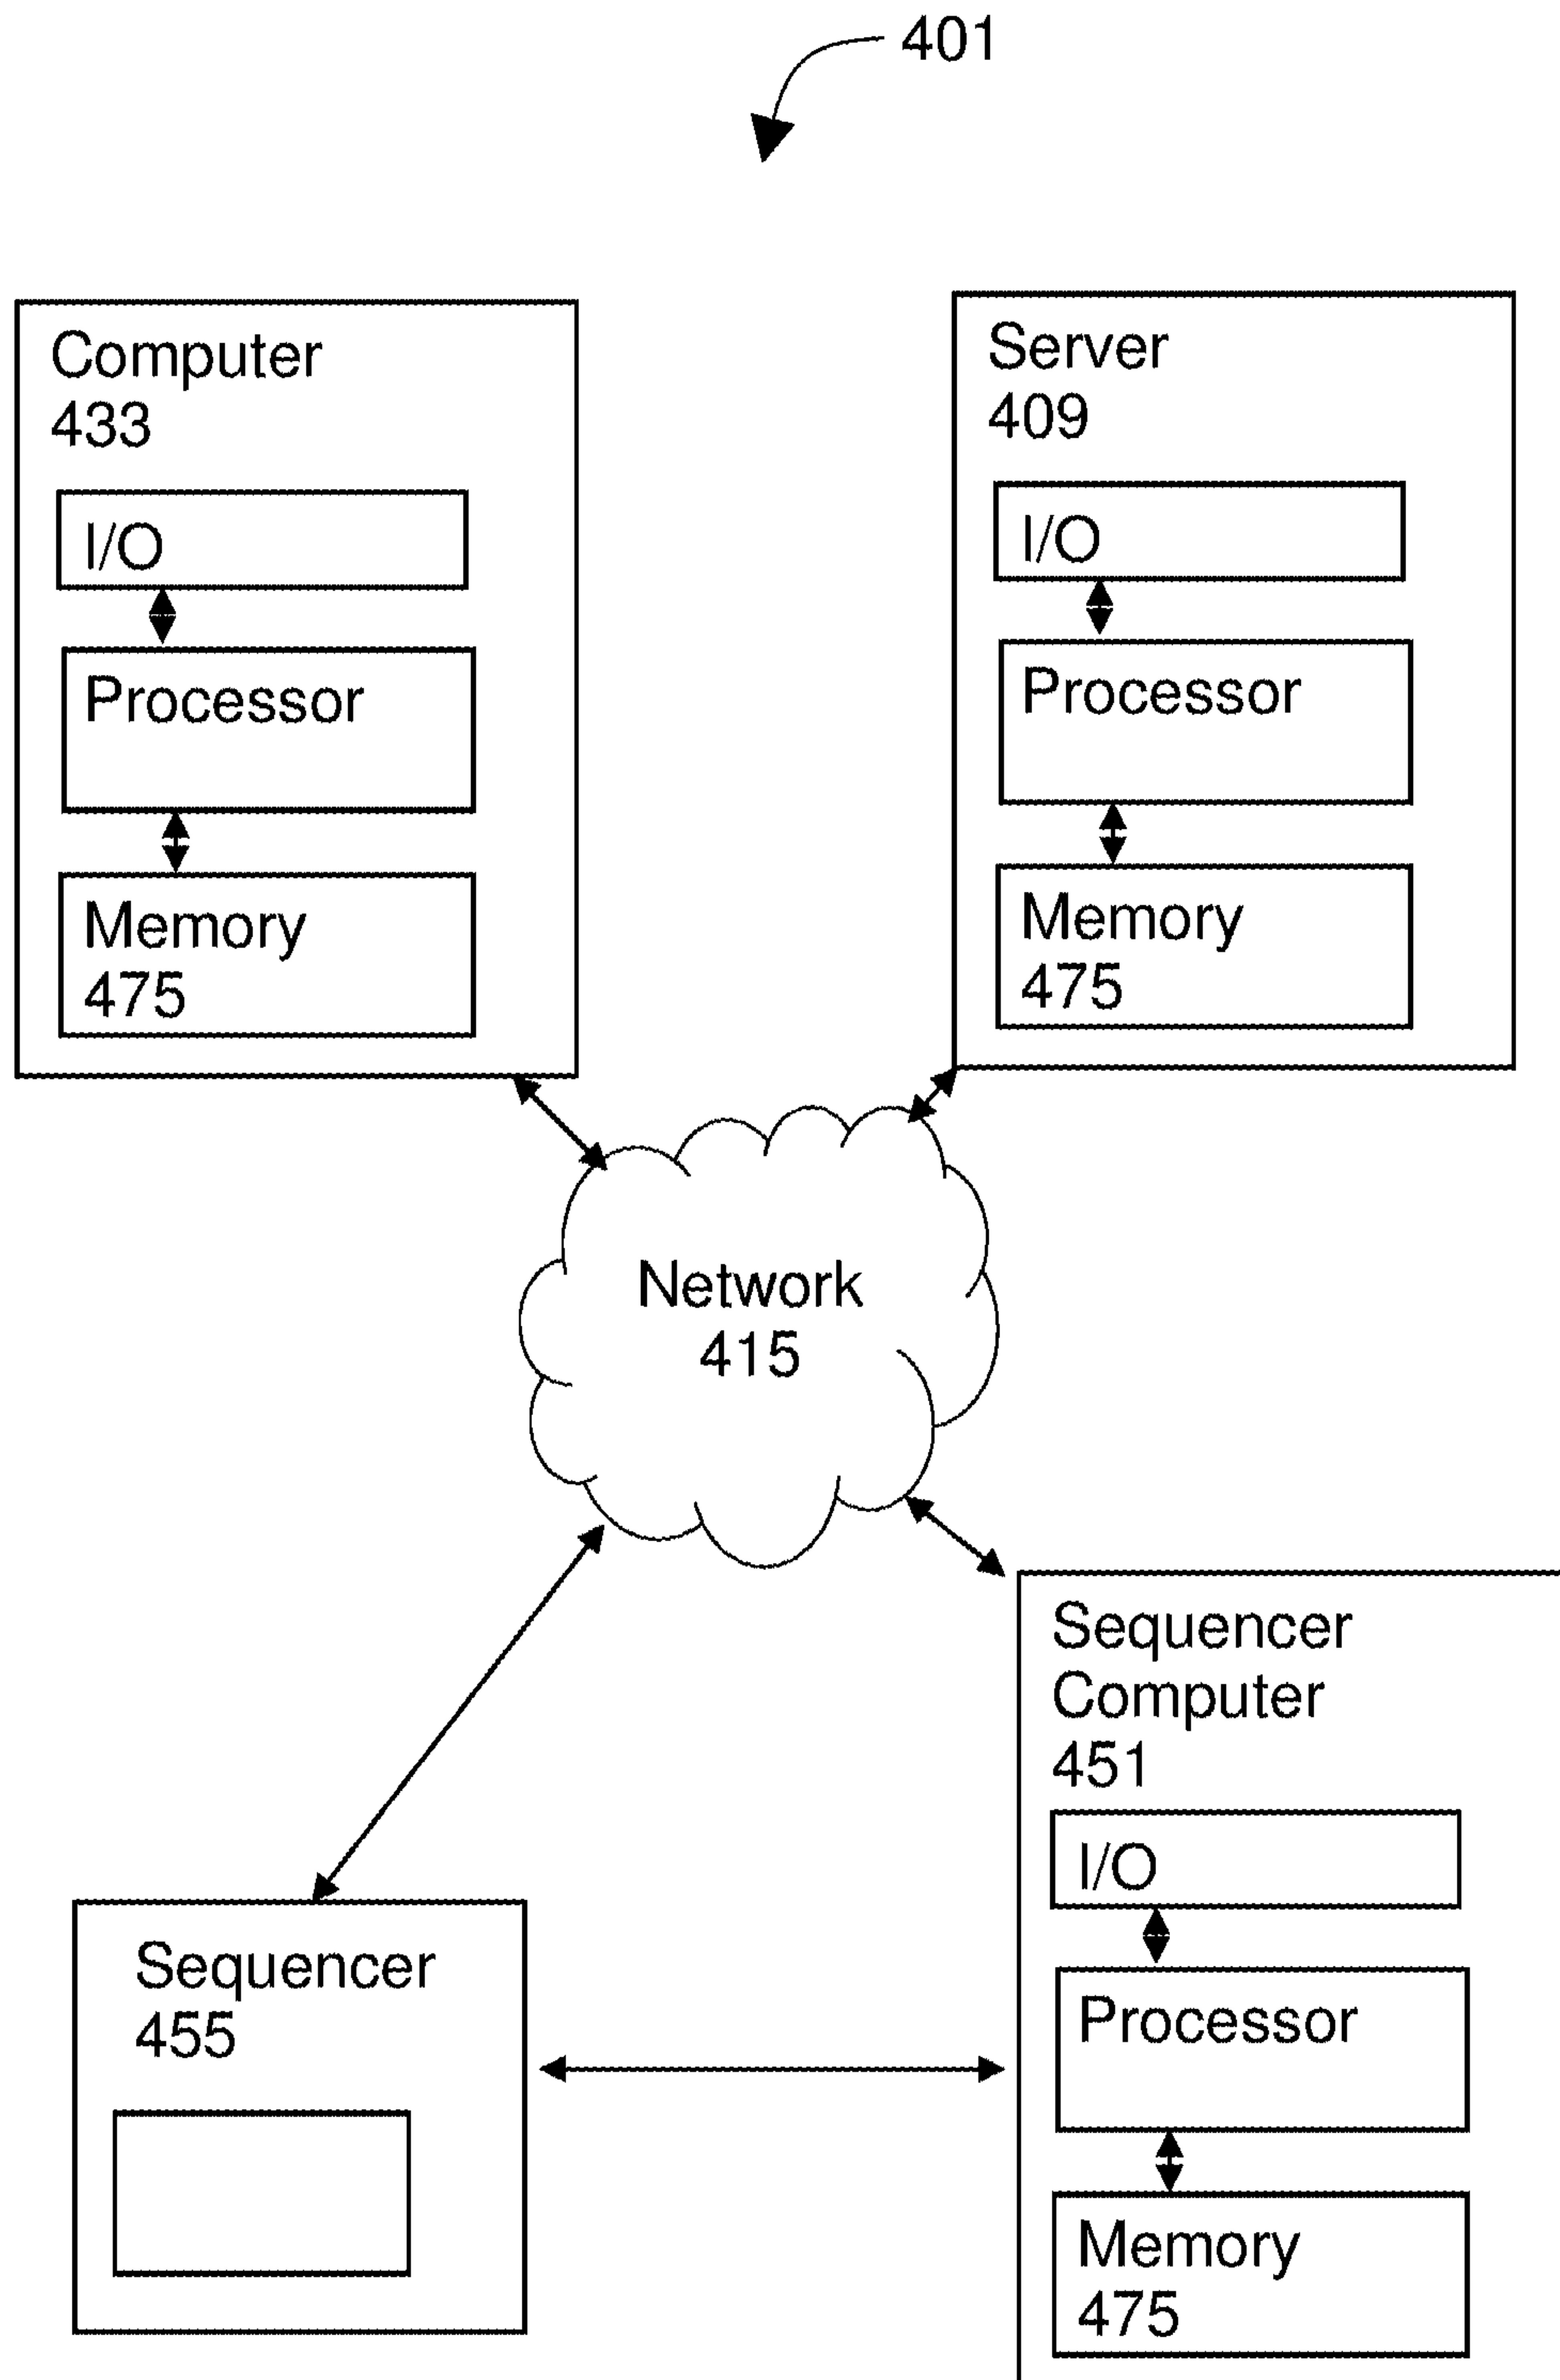 401
Computer
433
I/O
Processor
Memory
475
Server
409
I/O
Processor
Memory
475
Network
415
Sequencer
455
Sequencer
Computer
451
I/O
Processor
Memory
475